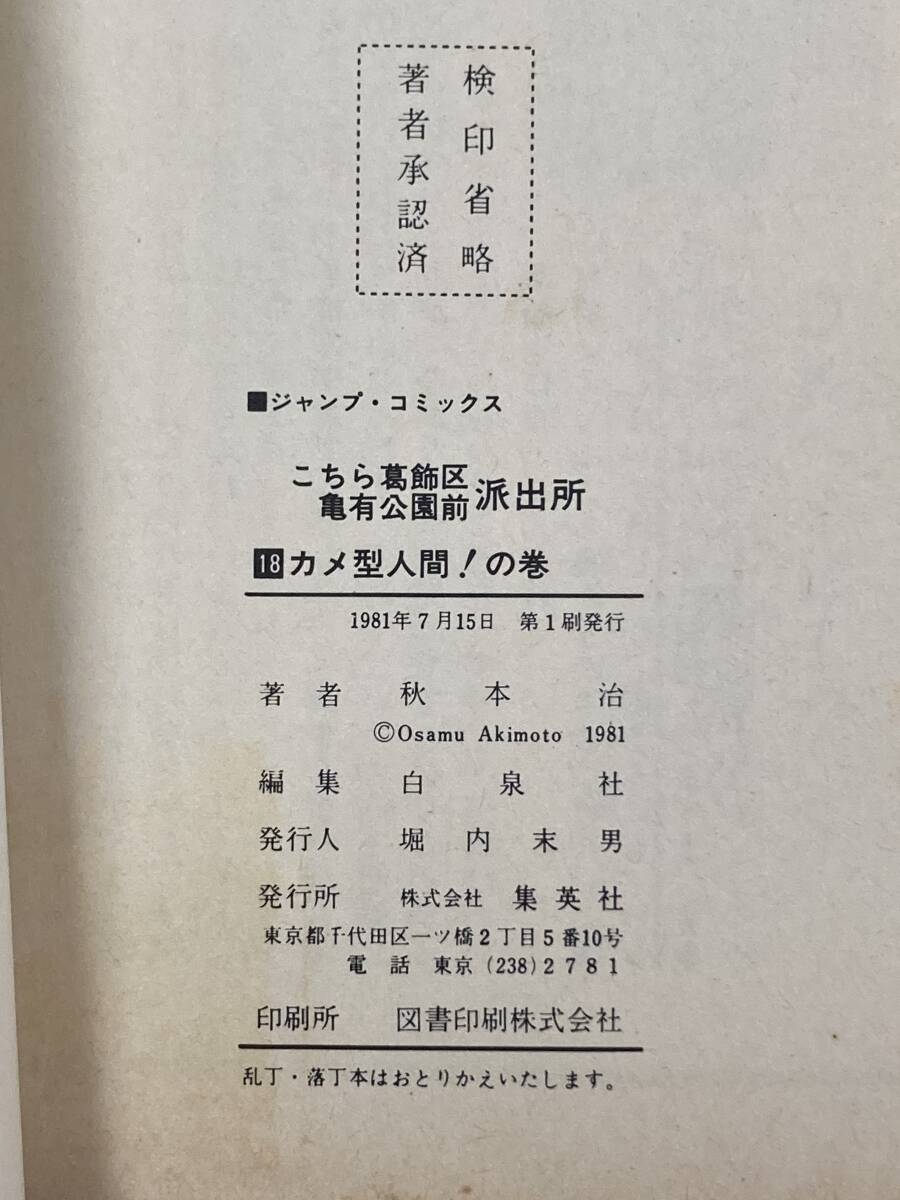 検印省略
著者承認済
■ジャンプ・コミックス
こちら葛飾区
亀有公園前派出所
18カメ型人間!の巻
1981年7月15日 第1刷発行
著者 秋本治
©Osamu Akimoto 1981
編集 白泉社
発行人 堀内末男
発行所 株式会社 集英社
東京都千代田区一ツ橋2丁目5番10号
電話 東京(238)2781
印刷所 図書印刷株式会社
乱丁・落丁本はおとりかえいたします。